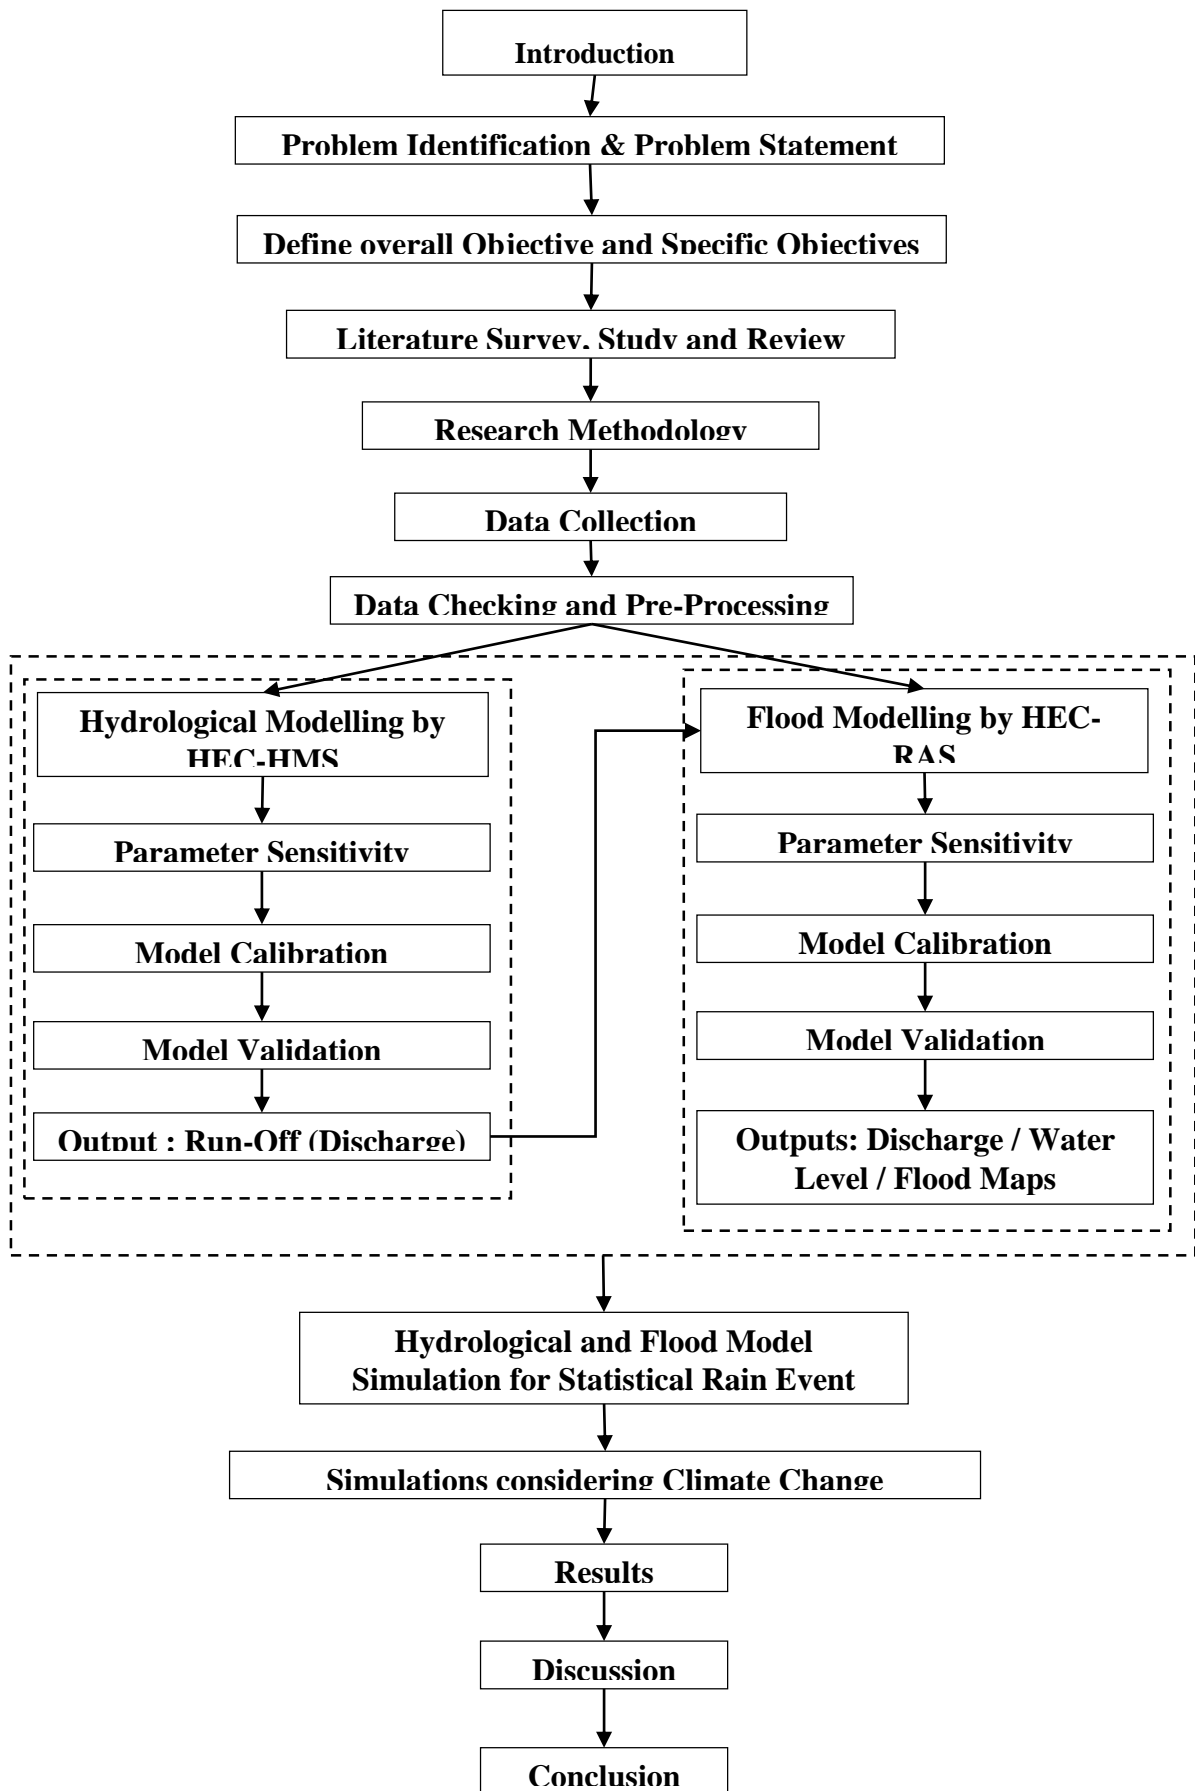 Introduction
Problem Identification & Problem Statement
Define overall Objective and Specific Objectives
Literature Survey, Study and Review
Research Methodology
Data Collection
Data Checking and Pre-Processing
Hydrological Modelling by
HEC-HMS
Parameter Sensitivity
Model Calibration
Model Validation
Output : Run-Off (Discharge)
Flood Modelling by HEC-
RAS
Parameter Sensitivity
Model Calibration
Model Validation
Outputs: Discharge / Water
Level / Flood Maps
Hydrological and Flood Model
Simulation for Statistical Rain Event
Simulations considering Climate Change
Results
Discussion
Conclusion